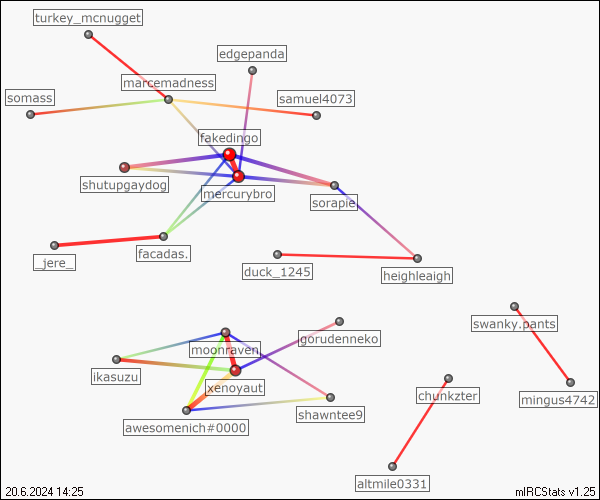 turkey_mcnugget
edgepanda
marcemadness
somass
samuel4073
fakedingo
shutupgaydog
mercurybro
sorapie
facadas.
_jere_
duck_1245
heighleaigh
swanky.pants
gorudenneko
moonraven
ikasuzu
xenoyaut
chunkzter
mingus4742
shawntee9
awesomenich#0000
altmile0331
20.6.2024 14:25
mIRCStats v1.25